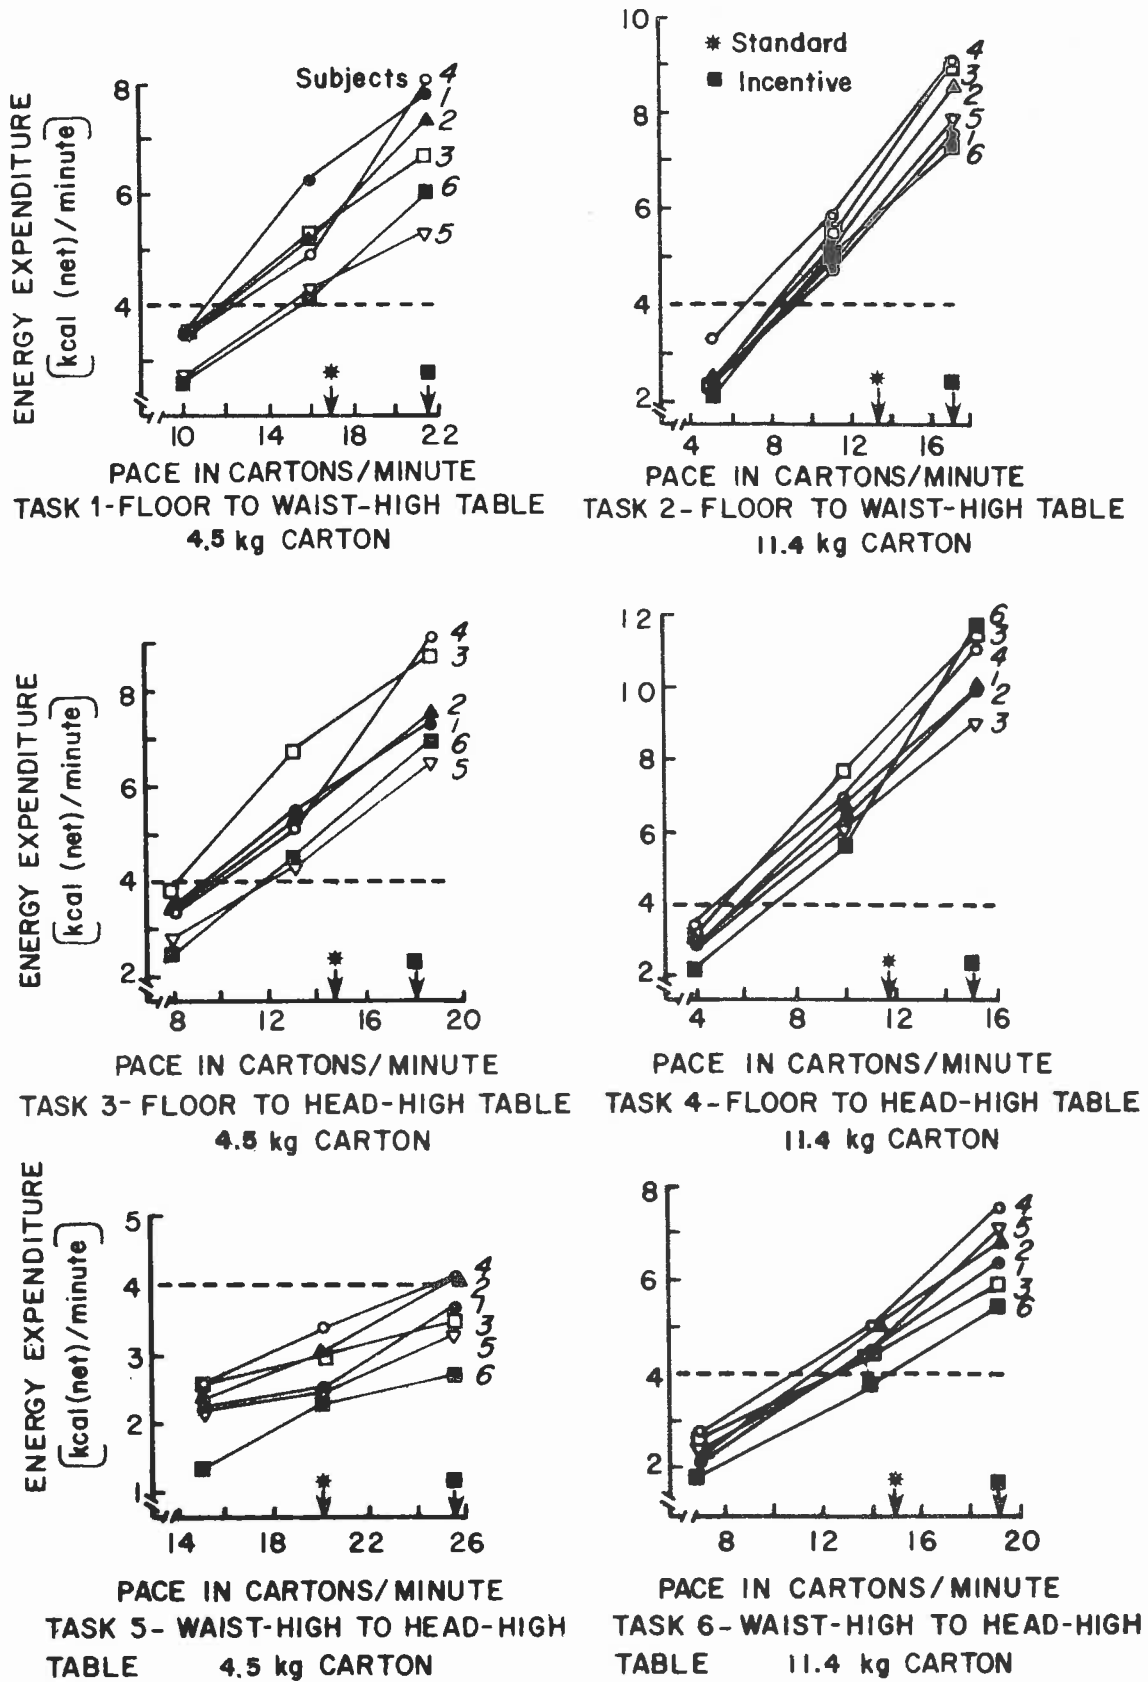 ENERGY EXPENDITURE
[kcal (net)/minute]
8
6
4
Subjects
4
1
2
3
6
5
10 14 18 22
PACE IN CARTONS/MINUTE
TASK 1-FLOOR TO WAIST-HIGH TABLE
4.5 kg CARTON
10
8
6
4
2
* Standard
■ Incentive
4
3
2
5
1
6
4 8 12 16
PACE IN CARTONS/MINUTE
TASK 2-FLOOR TO WAIST-HIGH TABLE
11.4 kg CARTON
ENERGY EXPENDITURE
[kcal (net)/minute]
8
6
4
2
4
3
2
1
6
5
8 12 16 20
PACE IN CARTONS/MINUTE
TASK 3-FLOOR TO HEAD-HIGH TABLE
4.5 kg CARTON
12
10
8
6
4
2
6
3
4
1
2
3
4 8 12 16
PACE IN CARTONS/MINUTE
TASK 4-FLOOR TO HEAD-HIGH TABLE
11.4 kg CARTON
ENERGY EXPENDITURE
[kcal (net)/minute]
5
4
3
2
1
4
2
1
3
5
6
14 18 22 26
PACE IN CARTONS/MINUTE
TASK 5- WAIST-HIGH TO HEAD-HIGH
TABLE 4.5 kg CARTON
8
6
4
2
4
5
2
1
3
6
8 12 16 20
PACE IN CARTONS/MINUTE
TASK 6-WAIST-HIGH TO HEAD-HIGH
TABLE 11.4 kg CARTON